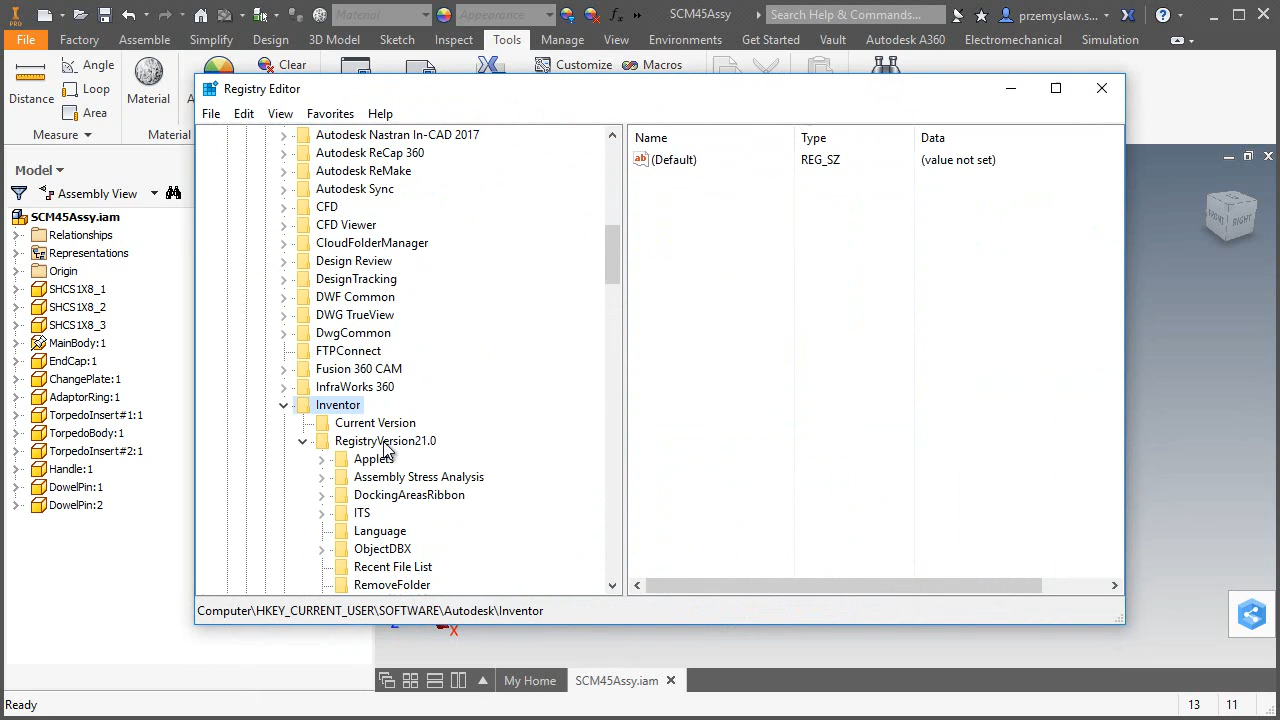 PRO
Material
Appearance
SCM45Assy
Search Help & Commands...
przemyslaw.s...
File
Factory
Assemble
Simplify
Design
3D Model
Sketch
Inspect
Tools
Manage
View
Environments
Get Started
Vault
Autodesk A360
Electromechanical
Simulation
Distance
Angle
Loop
Area
Measure
Material
Material
Clear
Customize
Macros
Registry Editor
File
Edit
View
Favorites
Help
Model
Assembly View
SCM45Assy.iam
Relationships
Representations
Origin
SHCS1X8_1
SHCS1X8_2
SHCS1X8_3
MainBody:1
EndCap:1
ChangePlate:1
AdaptorRing:1
TorpedoInsert#1:1
TorpedoBody:1
TorpedoInsert#2:1
Handle:1
DowelPin:1
DowelPin:2
Autodesk Nastran In-CAD 2017
Autodesk ReCap 360
Autodesk ReMake
Autodesk Sync
CFD
CFD Viewer
CloudFolderManager
Design Review
DesignTracking
DWF Common
DWG TrueView
DwgCommon
FTPConnect
Fusion 360 CAM
InfraWorks 360
Inventor
Current Version
RegistryVersion21.0
Applets
Assembly Stress Analysis
DockingAreasRibbon
ITS
Language
ObjectDBX
Recent File List
RemoveFolder
Name
Type
Data
(Default)
REG_SZ
(value not set)
Computer\HKEY_CURRENT_USER\SOFTWARE\Autodesk\Inventor
FRONT
RIGHT
X
My Home
SCM45Assy.iam
Ready
13
11